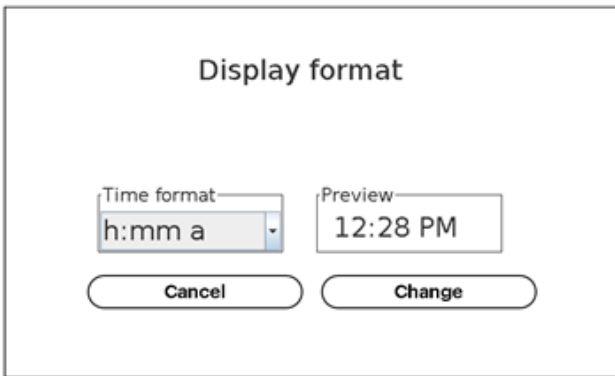 Display format
Time format
Preview
h:mm a
12:28 PM
Cancel
Change